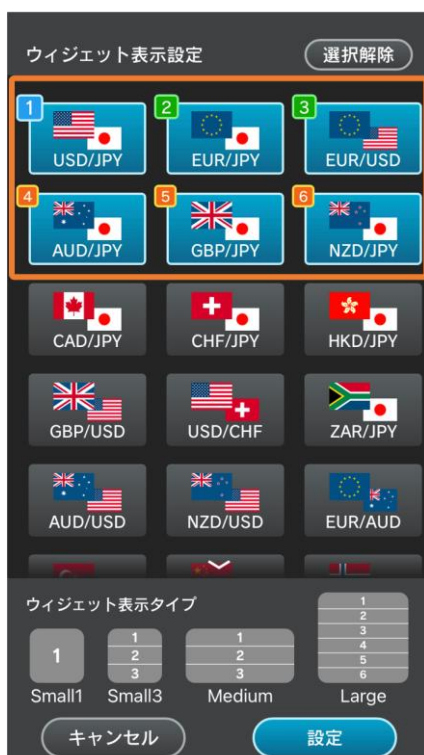 ウィジェット表示設定 選択解除
1 2 3
USD/JPY EUR/JPY EUR/USD
4 5 6
AUD/JPY GBP/JPY NZD/JPY
CAD/JPY CHF/JPY HKD/JPY
GBP/USD USD/CHF ZAR/JPY
AUD/USD NZD/USD EUR/AUD
ウィジェット表示タイプ
1
1
2
3
1
2
3
1
2
3
4
5
6
Small1 Small3 Medium Large
キャンセル 設定